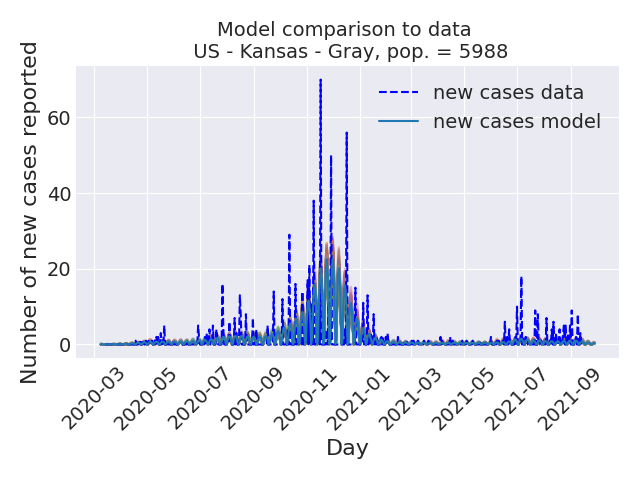 Model comparison to data
US - Kansas - Gray, pop. = 5988
new cases data
new cases model
Number of new cases reported
60
40
20
0
2020-03
2020-05
2020-07
2020-09
2020-11
2021-01
2021-03
2021-05
2021-07
2021-09
Day